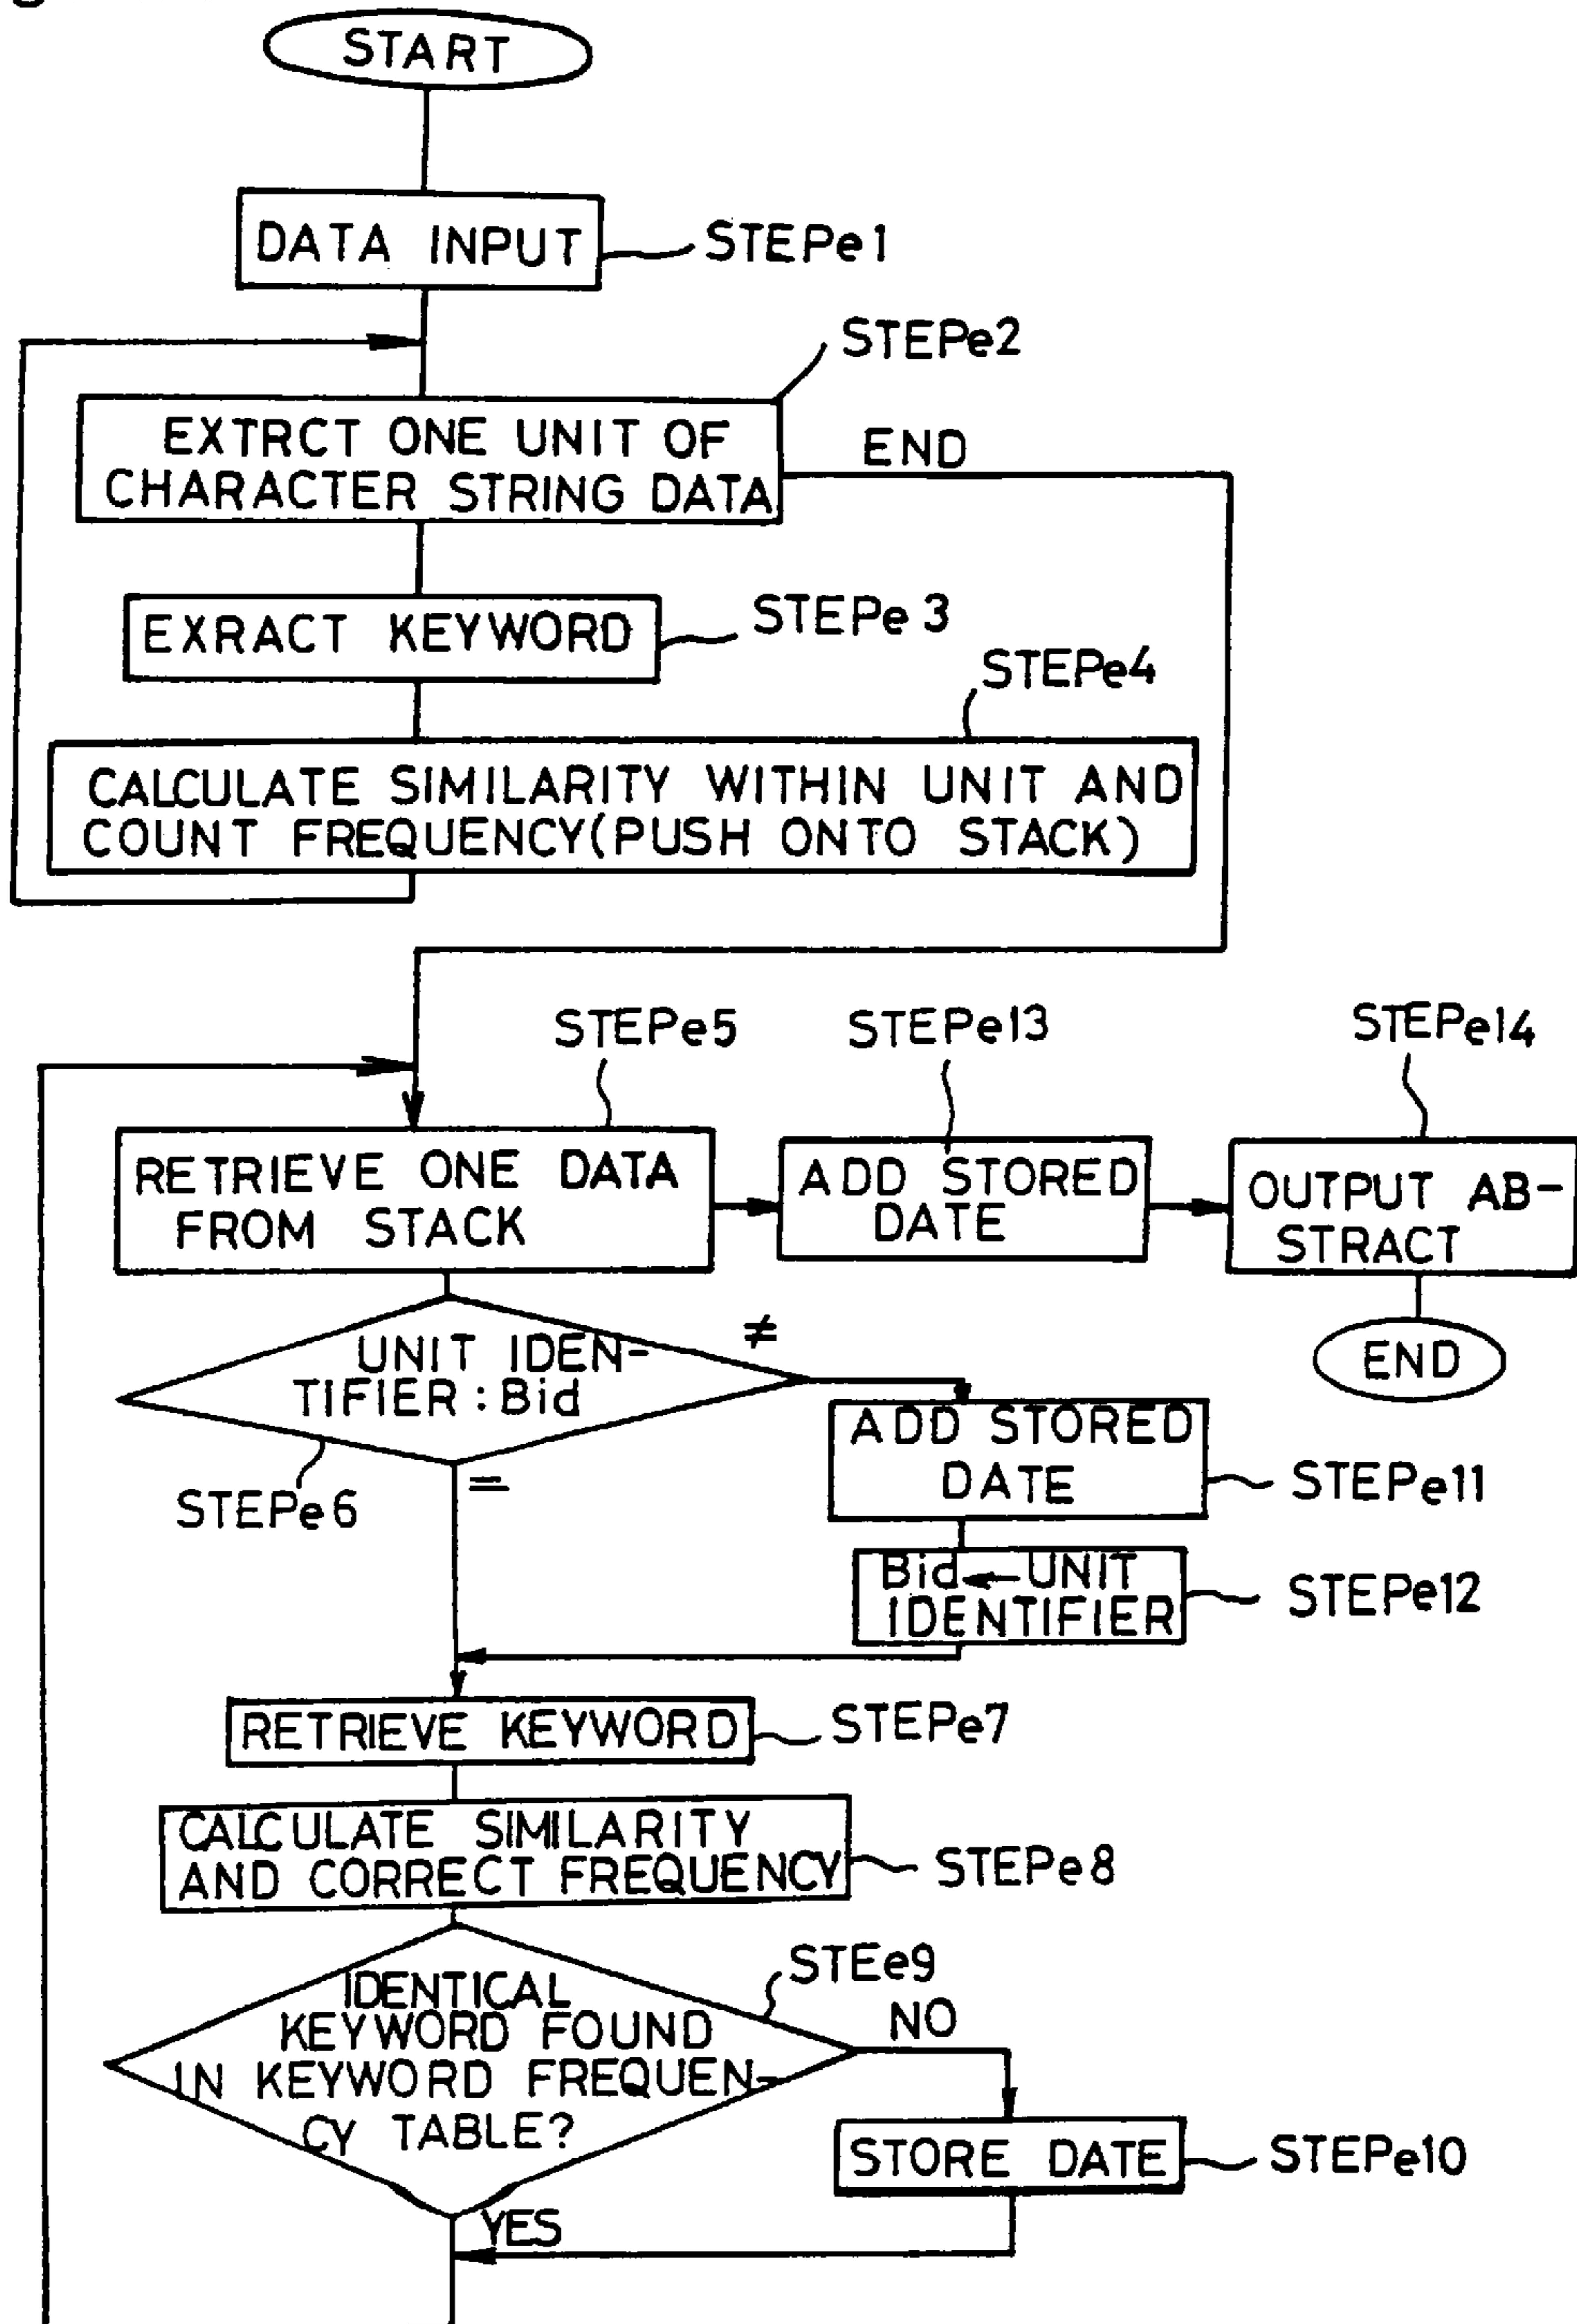 START
DATA INPUT
STEPe1
STEPe2
EXTRCT ONE UNIT OF
CHARACTER STRING DATA
END
EXRACT KEYWORD
STEPe3
STEPe4
CALCULATE SIMILARITY WITHIN UNIT AND
COUNT FREQUENCY(PUSH ONTO STACK)
STEPe5
STEPe13
STEPe14
RETRIEVE ONE DATA
FROM STACK
ADD STORED
DATE
OUTPUT AB-
STRACT
END
UNIT IDEN-
TIFIER:Bid
≠
=
STEPe6
ADD STORED
DATE
STEPe11
Bid←UNIT
IDENTIFIER
STEPe12
RETRIEVE KEYWORD
STEPe7
CALCULATE SIMILARITY
AND CORRECT FREQUENCY
STEPe8
IDENTICAL
KEYWORD FOUND
IN KEYWORD FREQUEN-
CY TABLE?
STEe9
NO
STORE DATE
STEPe10
YES